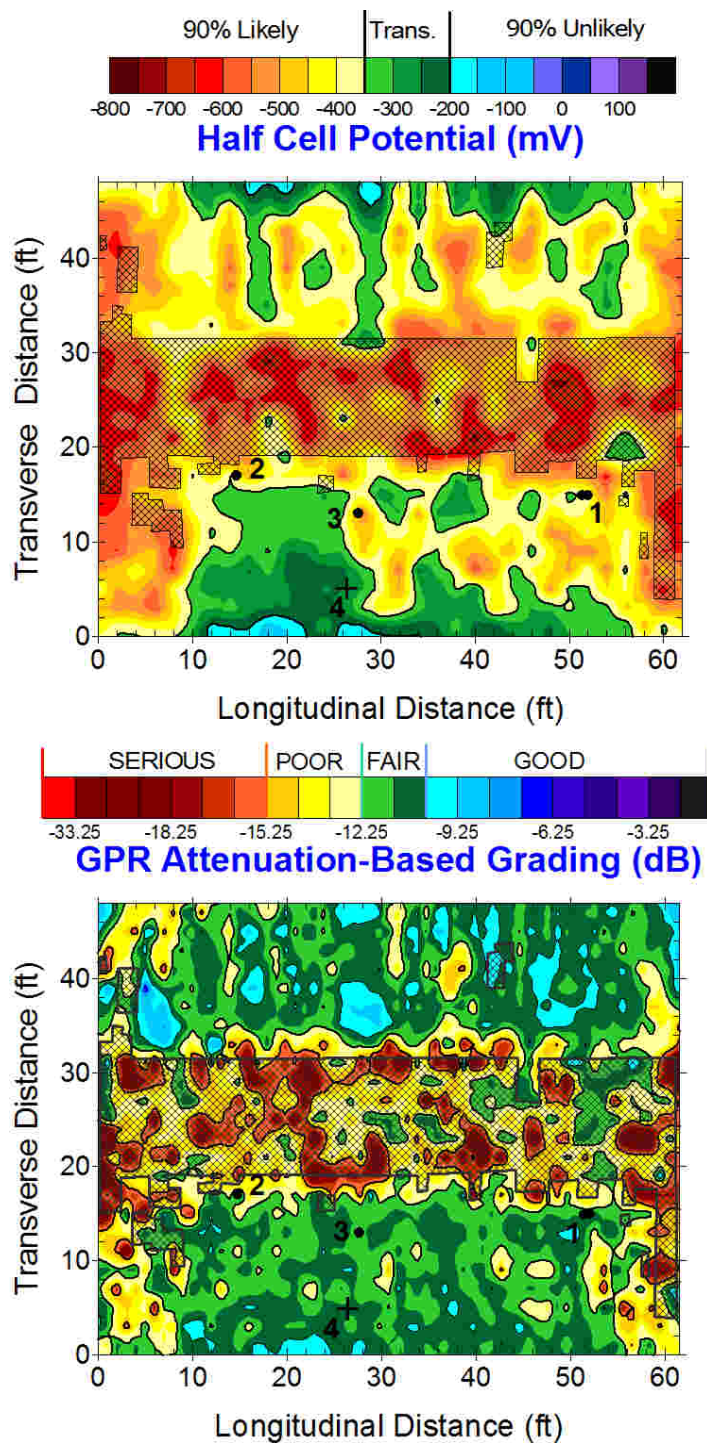 90% Likely Trans. 90% Unlikely
-800 -700 -600 -500 -400 -300 -200 -100 0 100
Half Cell Potential (mV)
Transverse Distance (ft)
40
30
20
10
0
2
1
3
4
0 10 20 30 40 50 60
Longitudinal Distance (ft)
SERIOUS POOR FAIR GOOD
-33.25 -18.25 -15.25 -12.25 -9.25 -6.25 -3.25
GPR Attenuation-Based Grading (dB)
Transverse Distance (ft)
40
30
20
10
0
2
3
1
4
0 10 20 30 40 50 60
Longitudinal Distance (ft)